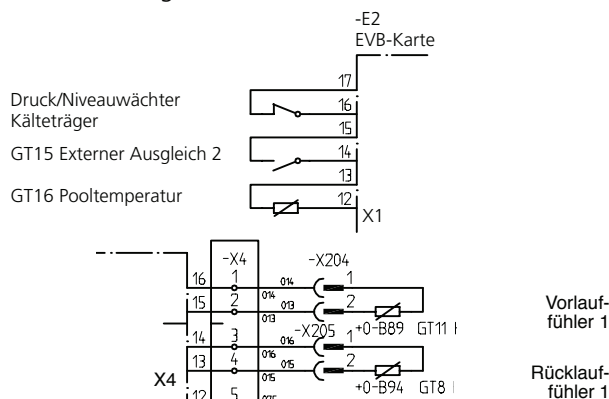 -E2
EVB-Karte
17
Druck/Niveauwächter
Kälteträger
16
15
GT15 Externer Ausgleich 2
14
13
GT16 Pooltemperatur
12
X1
-X4
-X204
16 1 014 1
014
15 2 013 2
013
+0-B89 GT11
Vorlauf-
fühler 1
-X205
14 3 016 1
016
13 4 015 2
015
+0-B94 GT8
Rücklauf-
fühler 1
X4
12 5